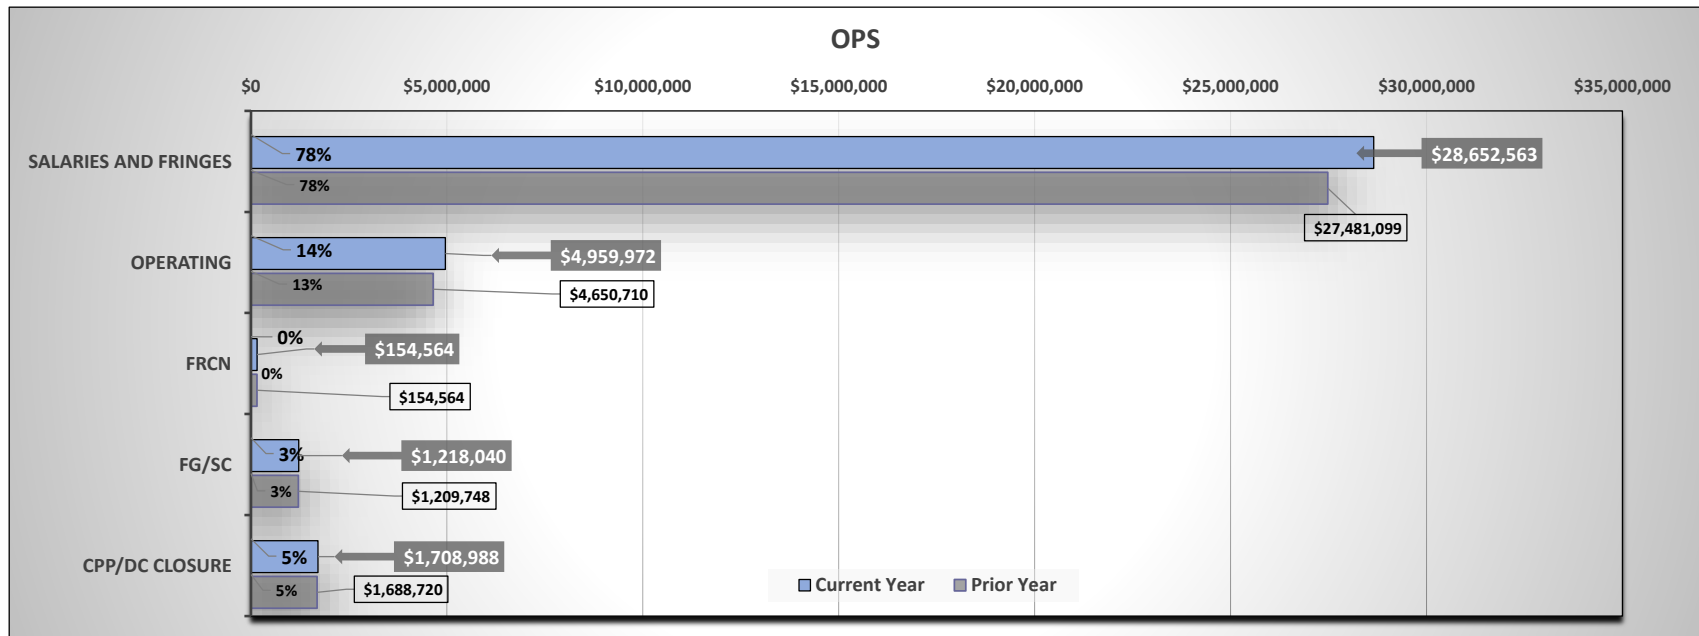 OPS
$0 $5,000,000 $10,000,000 $15,000,000 $20,000,000 $25,000,000 $30,000,000 $35,000,000
SALARIES AND FRINGES
78%
$28,652,563
78%
$27,481,099
OPERATING
14%
$4,959,972
13%
$4,650,710
FRCN
0%
$154,564
0%
$154,564
FG/SC
3%
$1,218,040
3%
$1,209,748
CPP/DC CLOSURE
5%
$1,708,988
5%
$1,688,720
Current Year Prior Year